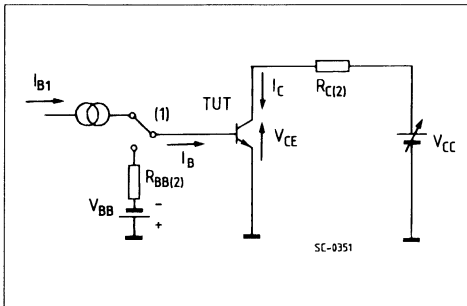 I_B1
(1)
TUT
I_C
R_C(2)
V_CE
V_CC
I_B
R_BB(2)
V_BB
-
+
SC-0351